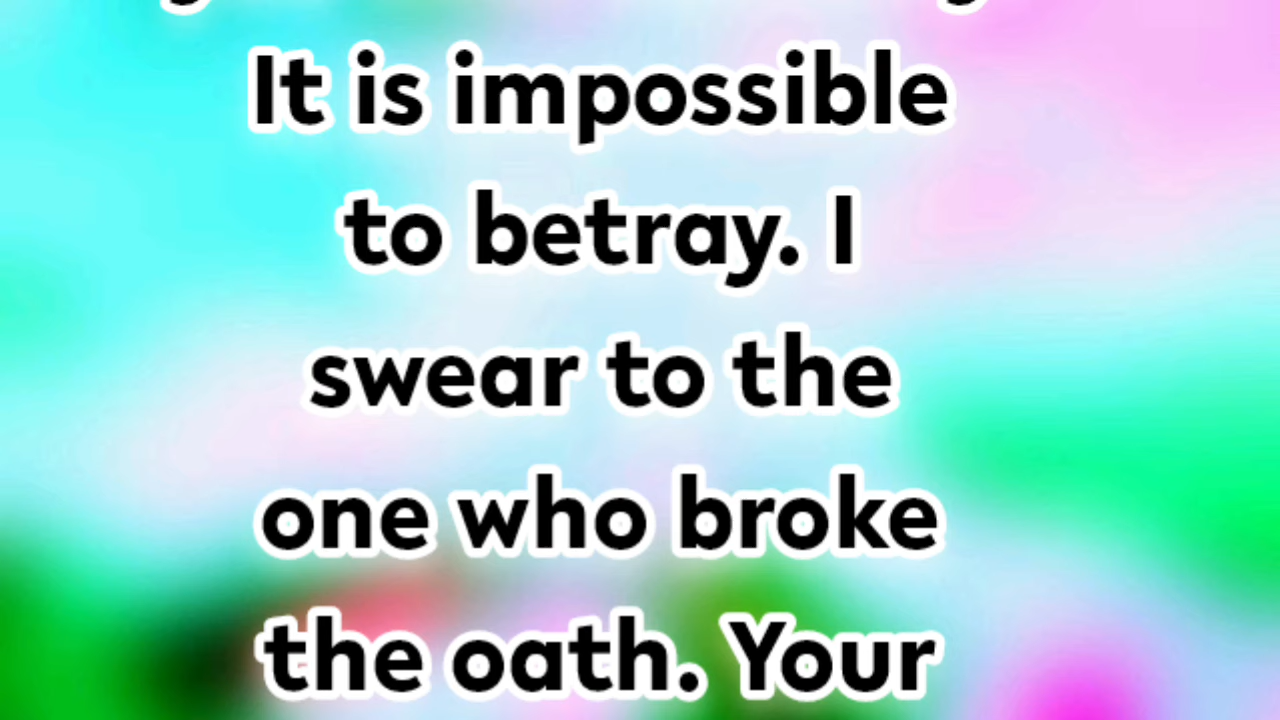 It is impossible
to betray. I
swear to the
one who broke
the oath. Your